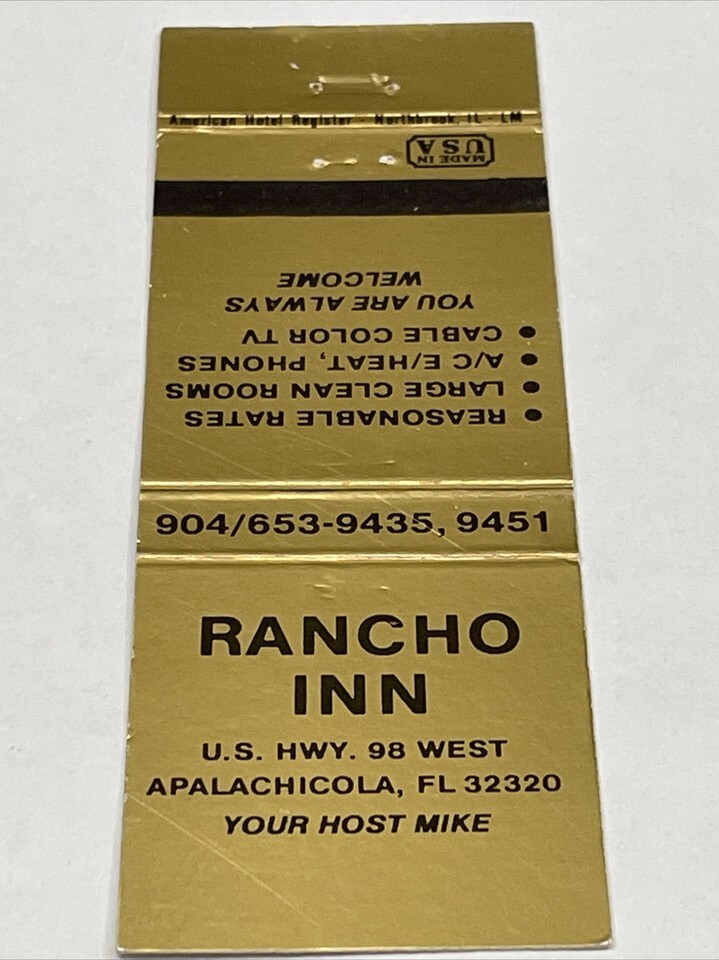 American Hotel Register - Northbrook, IL - LM
MADE IN
USA
• REASONABLE RATES
• LARGE CLEAN ROOMS
• A/C E/HEAT, PHONES
• CABLE COLOR TV
YOU ARE ALWAYS
WELCOME
904/653-9435, 9451
RANCHO
INN
U.S. HWY. 98 WEST
APALACHICOLA, FL 32320
YOUR HOST MIKE